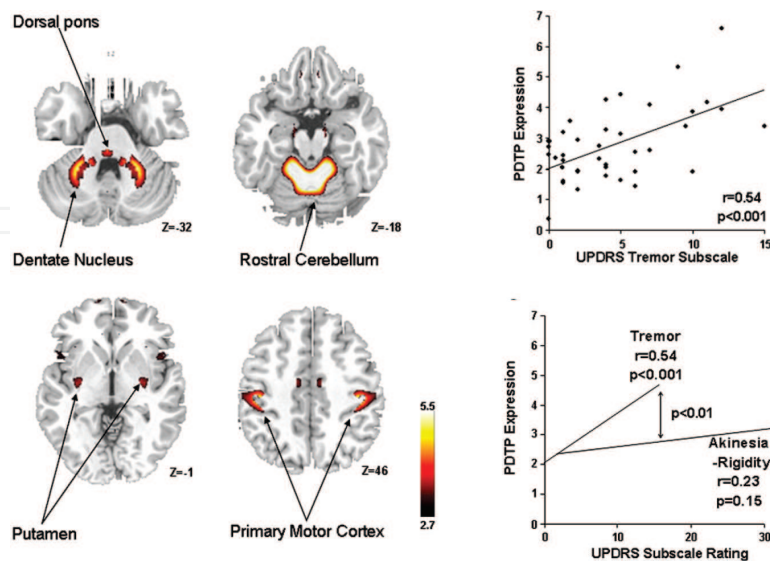 Dorsal pons
Z=-32
Z=-18
Dentate Nucleus
Rostral Cerebellum
Z=-1
Z=46
Putamen
Primary Motor Cortex
5.5
2.7
7
6
5
4
3
2
1
0
PDTP Expression
r=0.54
p<0.001
0
5
10
15
UPDRS Tremor Subscale
7
6
5
4
3
2
1
0
PDTP Expression
Tremor
r=0.54
p<0.001
p<0.01
Akinesia
-Rigidity
r=0.23
p=0.15
0
10
20
30
UPDRS Subscale Rating